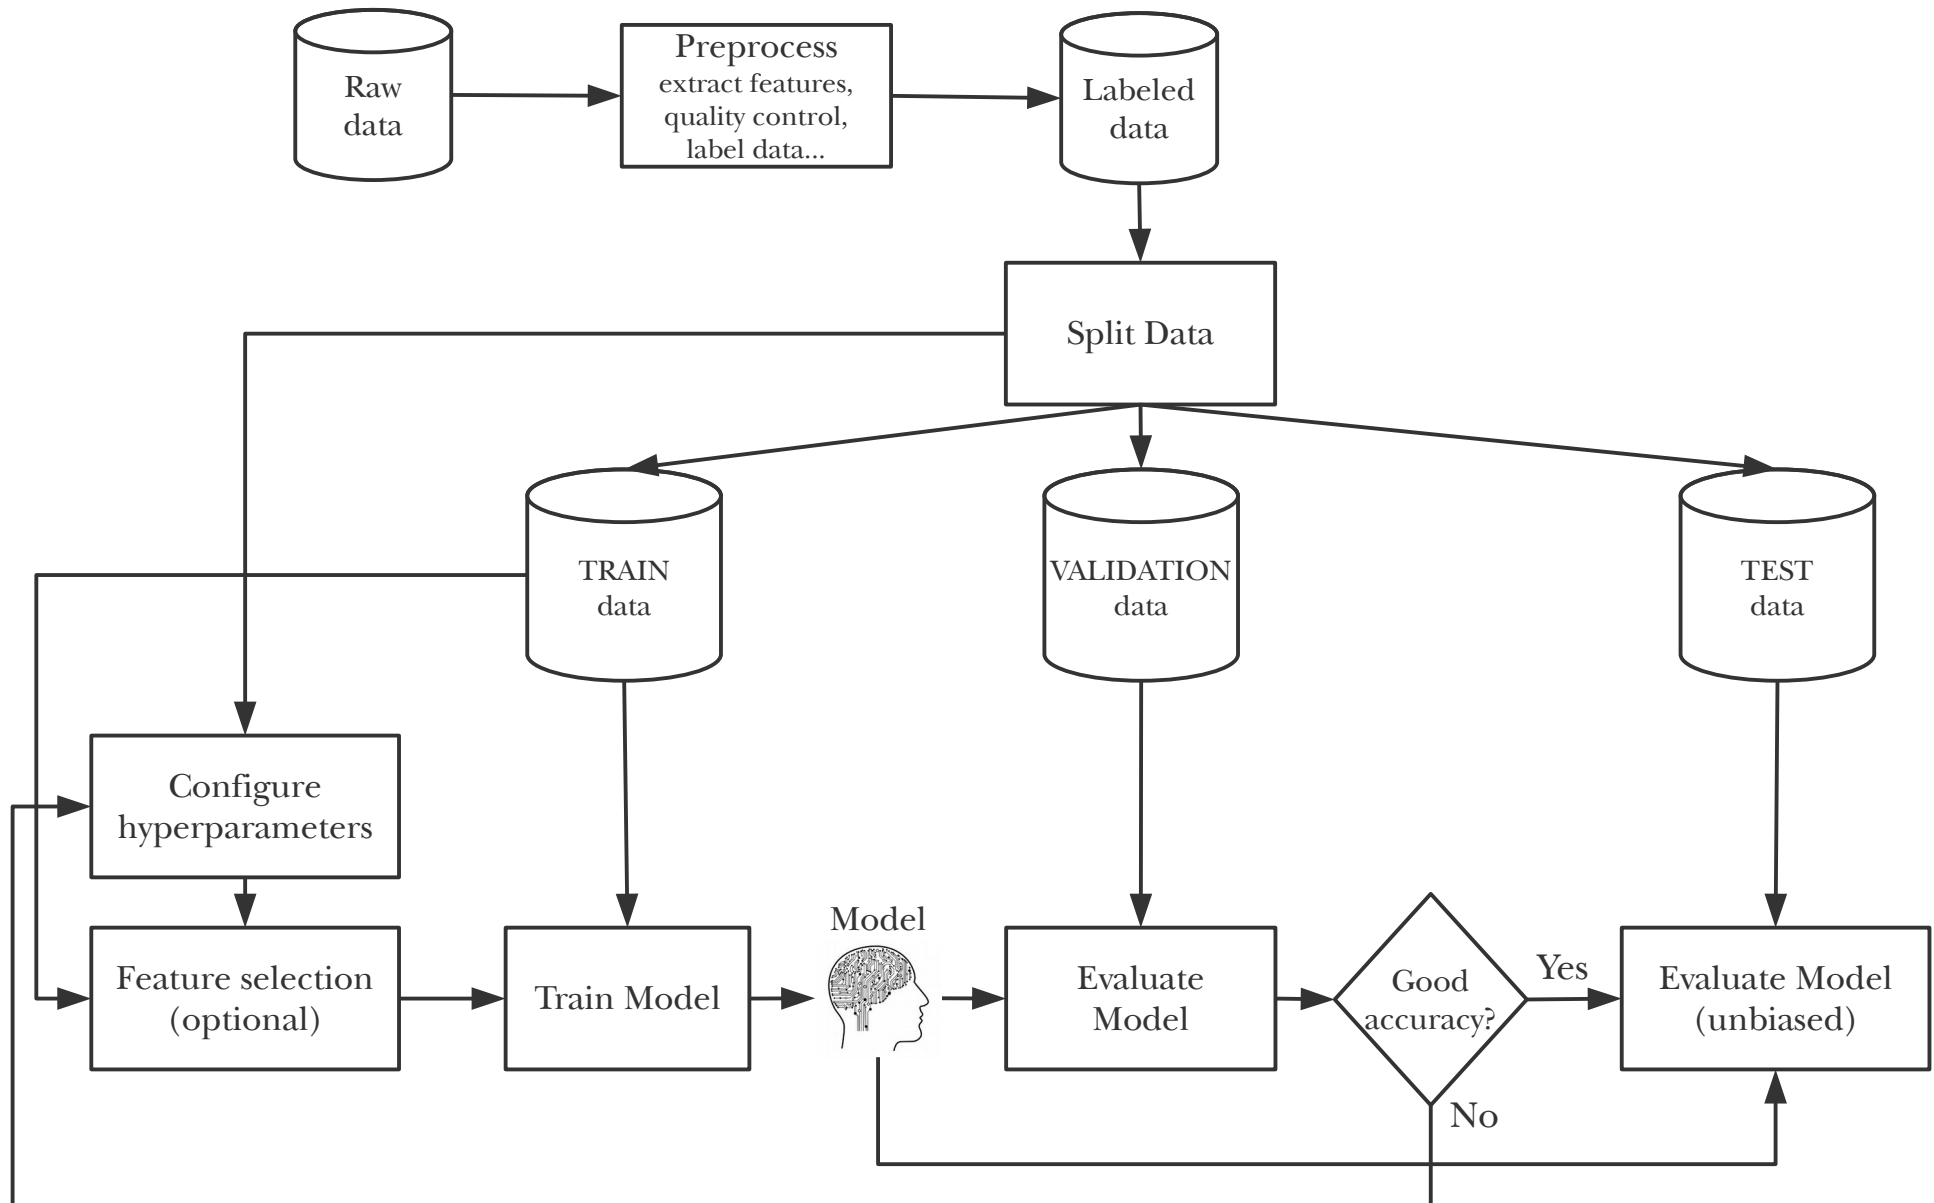 Raw
data
Preprocess
extract features,
quality control,
label data...
Labeled
data
Split Data
TRAIN
data
VALIDATION
data
TEST
data
Configure
hyperparameters
Feature selection
(optional)
Train Model
Model
Evaluate
Model
Good
accuracy?
Yes
No
Evaluate Model
(unbiased)